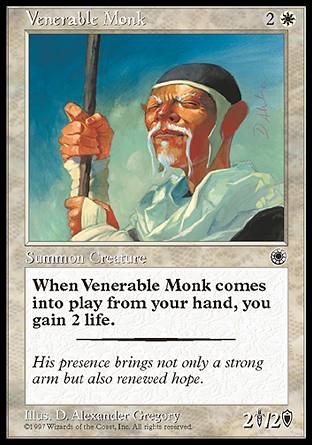 Venerable Monk 2
Summon Creature
When Venerable Monk comes
into play from your hand, you
gain 2 life.
His presence brings not only a strong
arm but also renewed hope.
Illus. D. Alexander Gregory
©1997 Wizards of the Coast, Inc. All rights reserved.
2/2